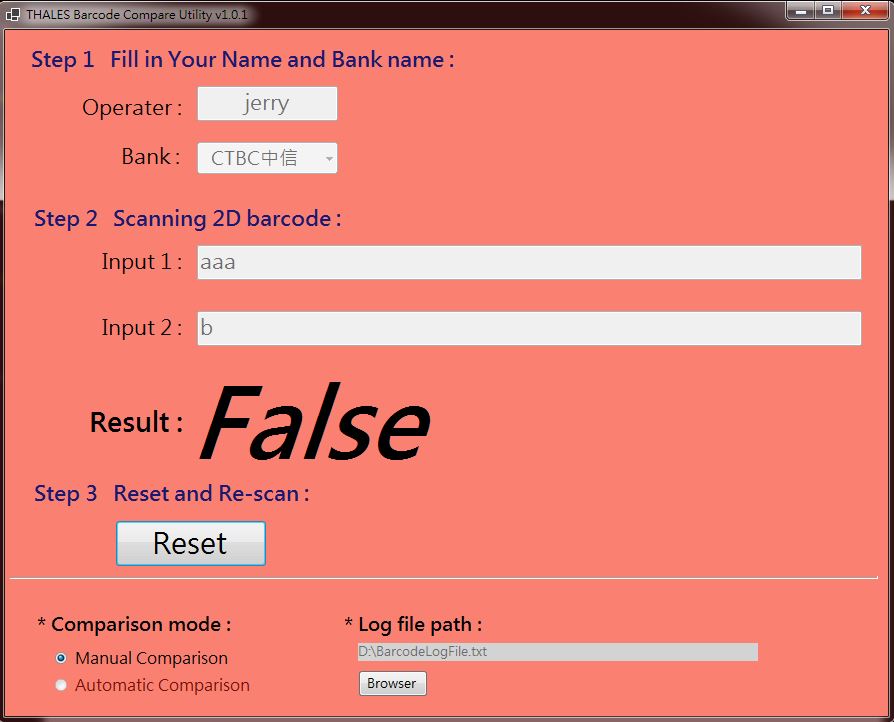 THALES Barcode Compare Utility v1.0.1
Step 1 Fill in Your Name and Bank name :
Operater : jerry
Bank : CTBC中信
Step 2 Scanning 2D barcode :
Input 1 : aaa
Input 2 : b
Result : False
Step 3 Reset and Re-scan :
Reset
* Comparison mode : * Log file path :
Manual Comparison D:\BarcodeLogFile.txt
Automatic Comparison Browser